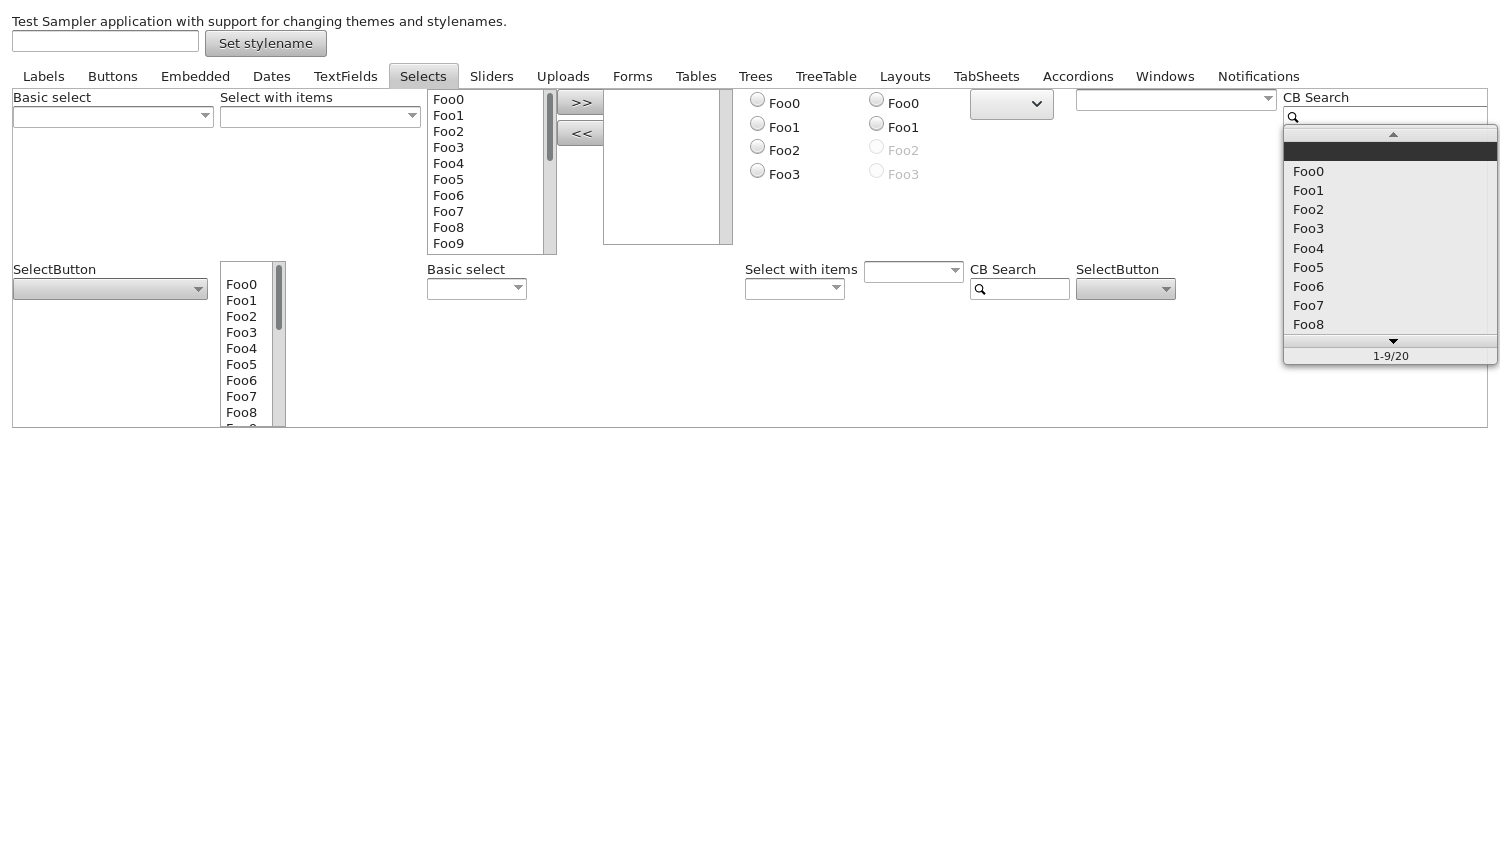 Test Sampler application with support for changing themes and stylenames.
Set stylename
Labels Buttons Embedded Dates TextFields Selects Sliders Uploads Forms Tables Trees TreeTable Layouts TabSheets Accordions Windows Notifications
Basic select
Select with items
Foo0
Foo1
Foo2
Foo3
Foo4
Foo5
Foo6
Foo7
Foo8
Foo9
>>
<<
Foo0
Foo1
Foo2
Foo3
Foo0
Foo1
Foo2
Foo3
CB Search
Foo0
Foo1
Foo2
Foo3
Foo4
Foo5
Foo6
Foo7
Foo8
1-9/20
SelectButton
Foo0
Foo1
Foo2
Foo3
Foo4
Foo5
Foo6
Foo7
Foo8
Basic select
Select with items
CB Search
SelectButton